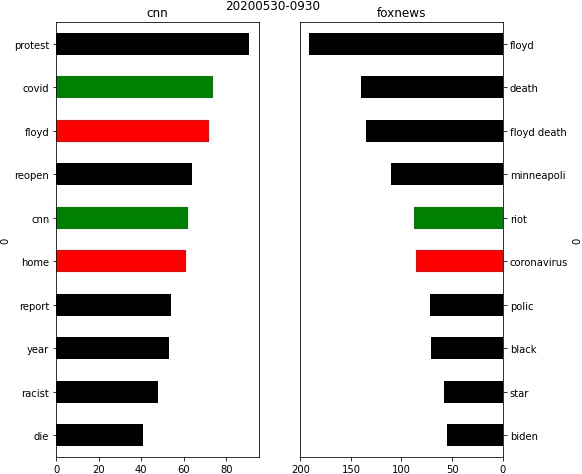 20200530-0930
cnn
foxnews
protest
covid
floyd
reopen
cnn
home
report
year
racist
die
0
0 20 40 60 80
floyd
death
floyd death
minneapoli
riot
coronavirus
polic
black
star
biden
0
200 150 100 50 0